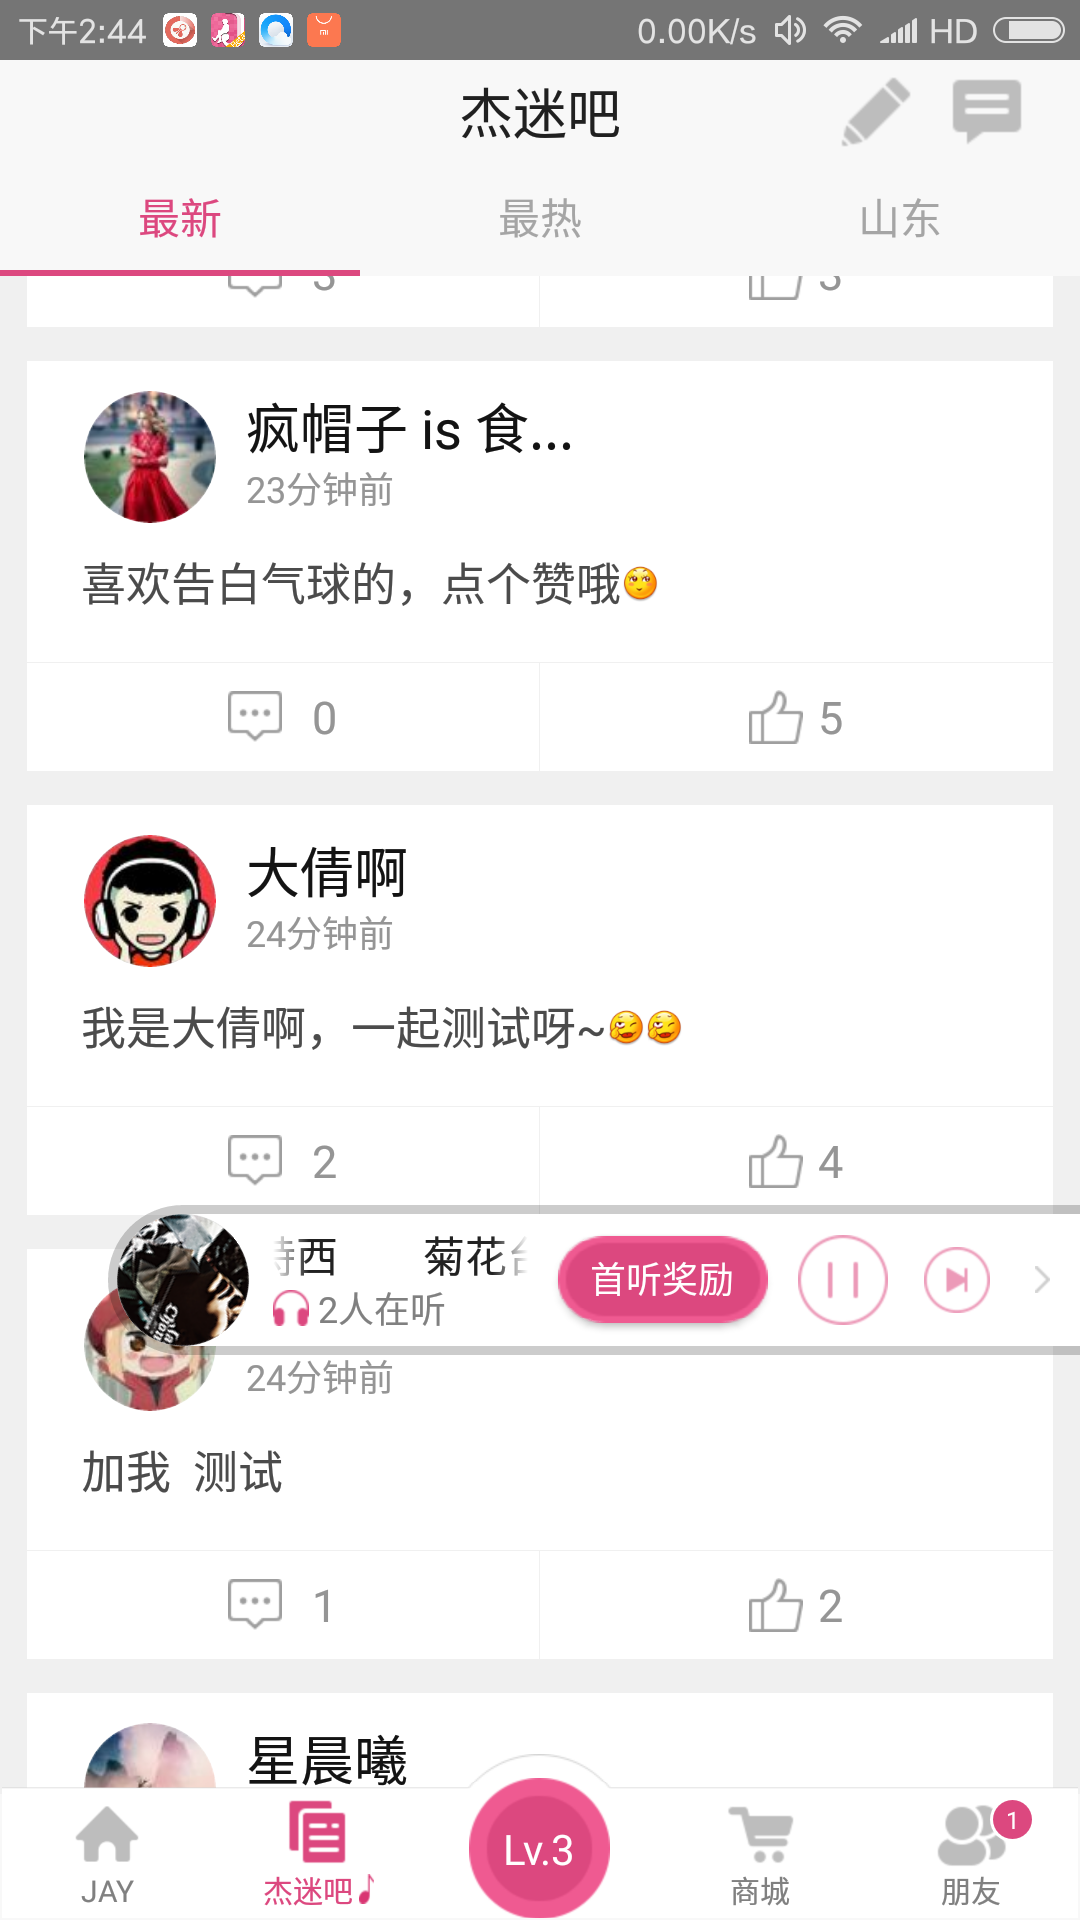 下午2:44 0.00K/s HD
杰迷吧
最新 最热 山东
疯帽子 is 食...
23分钟前
喜欢告白气球的，点个赞哦
0 5
大倩啊
24分钟前
我是大倩啊，一起测试呀~
2 4
西 菊花
2人在听
首听奖励
24分钟前
加我 测试
1 2
星晨曦
JAY 杰迷吧 Lv.3 商城 朋友 1